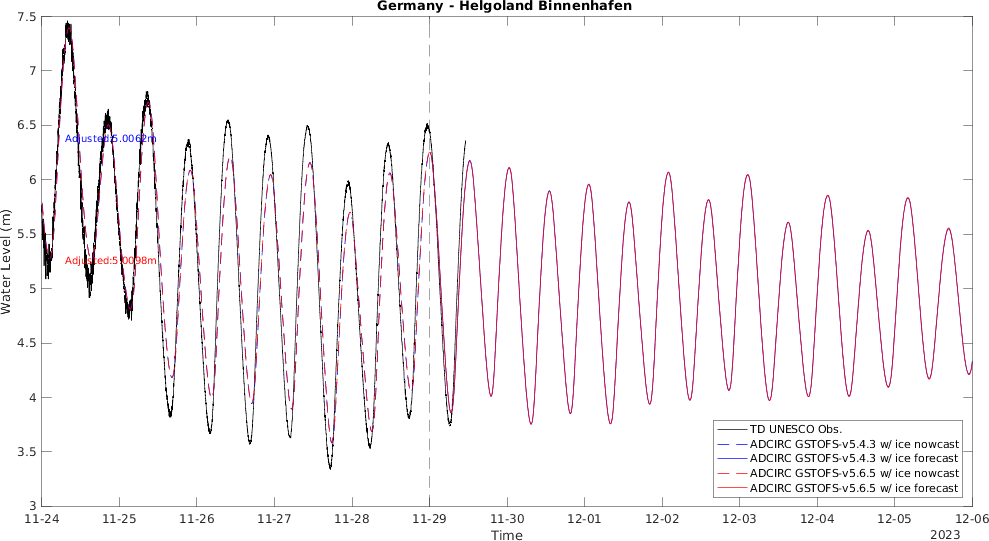 Germany - Helgoland Binnenhafen
7.5
7
6.5
6
5.5
5
4.5
4
3.5
3
Water Level (m)
Adjusted:5.0062m
Adjusted:5.0098m
TD UNESCO Obs.
ADCIRC GSTOFS-v5.4.3 w/ ice nowcast
ADCIRC GSTOFS-v5.4.3 w/ ice forecast
ADCIRC GSTOFS-v5.6.5 w/ ice nowcast
ADCIRC GSTOFS-v5.6.5 w/ ice forecast
11-24 11-25 11-26 11-27 11-28 11-29 11-30 12-01 12-02 12-03 12-04 12-05 12-06
Time
2023